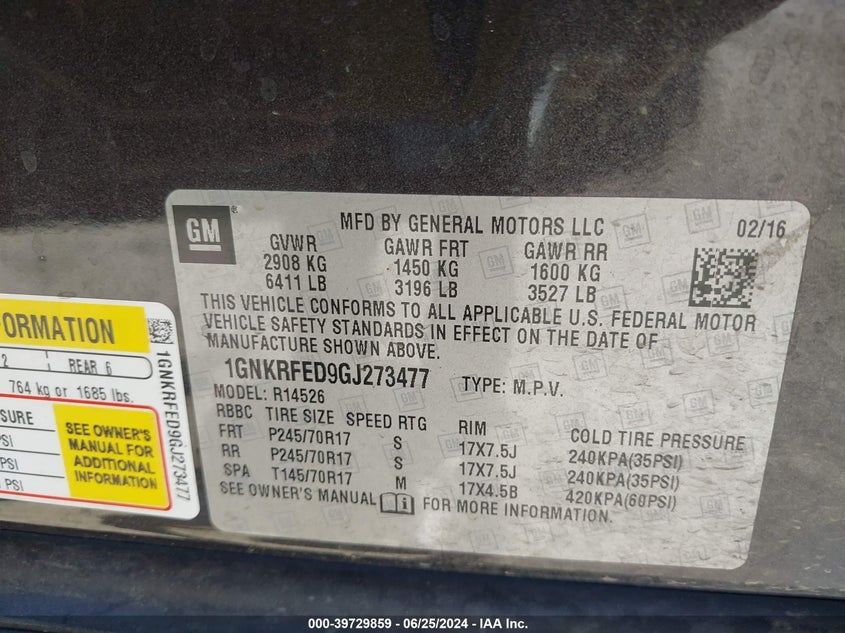 GM ®
MFD BY GENERAL MOTORS LLC 02/16
GVWR GAWR FRT GAWR RR
2908 KG 1450 KG 1600 KG
6411 LB 3196 LB 3527 LB
THIS VEHICLE CONFORMS TO ALL APPLICABLE U.S. FEDERAL MOTOR
VEHICLE SAFETY STANDARDS IN EFFECT ON THE DATE OF
MANUFACTURE SHOWN ABOVE.
1GNKRFED9GJ273477 TYPE: M.P.V.
MODEL: R14526
RBBC TIRE SIZE SPEED RTG RIM COLD TIRE PRESSURE
FRT P245/70R17 S 17X7.5J 240KPA(35PSI)
RR P245/70R17 S 17X7.5J 240KPA(35PSI)
SPA T145/70R17 M 17X4.5B 420KPA(60PSI)
SEE OWNER'S MANUAL FOR MORE INFORMATION.
FORMATION
2 REAR 6
764 kg or 1685 lbs.
SURE
PSI
PSI
PSI
SEE OWNER'S
MANUAL FOR
ADDITIONAL
INFORMATION
1GNKRFED9GJ273477
000-39729859 // 06/25/2024 // IAA Inc.